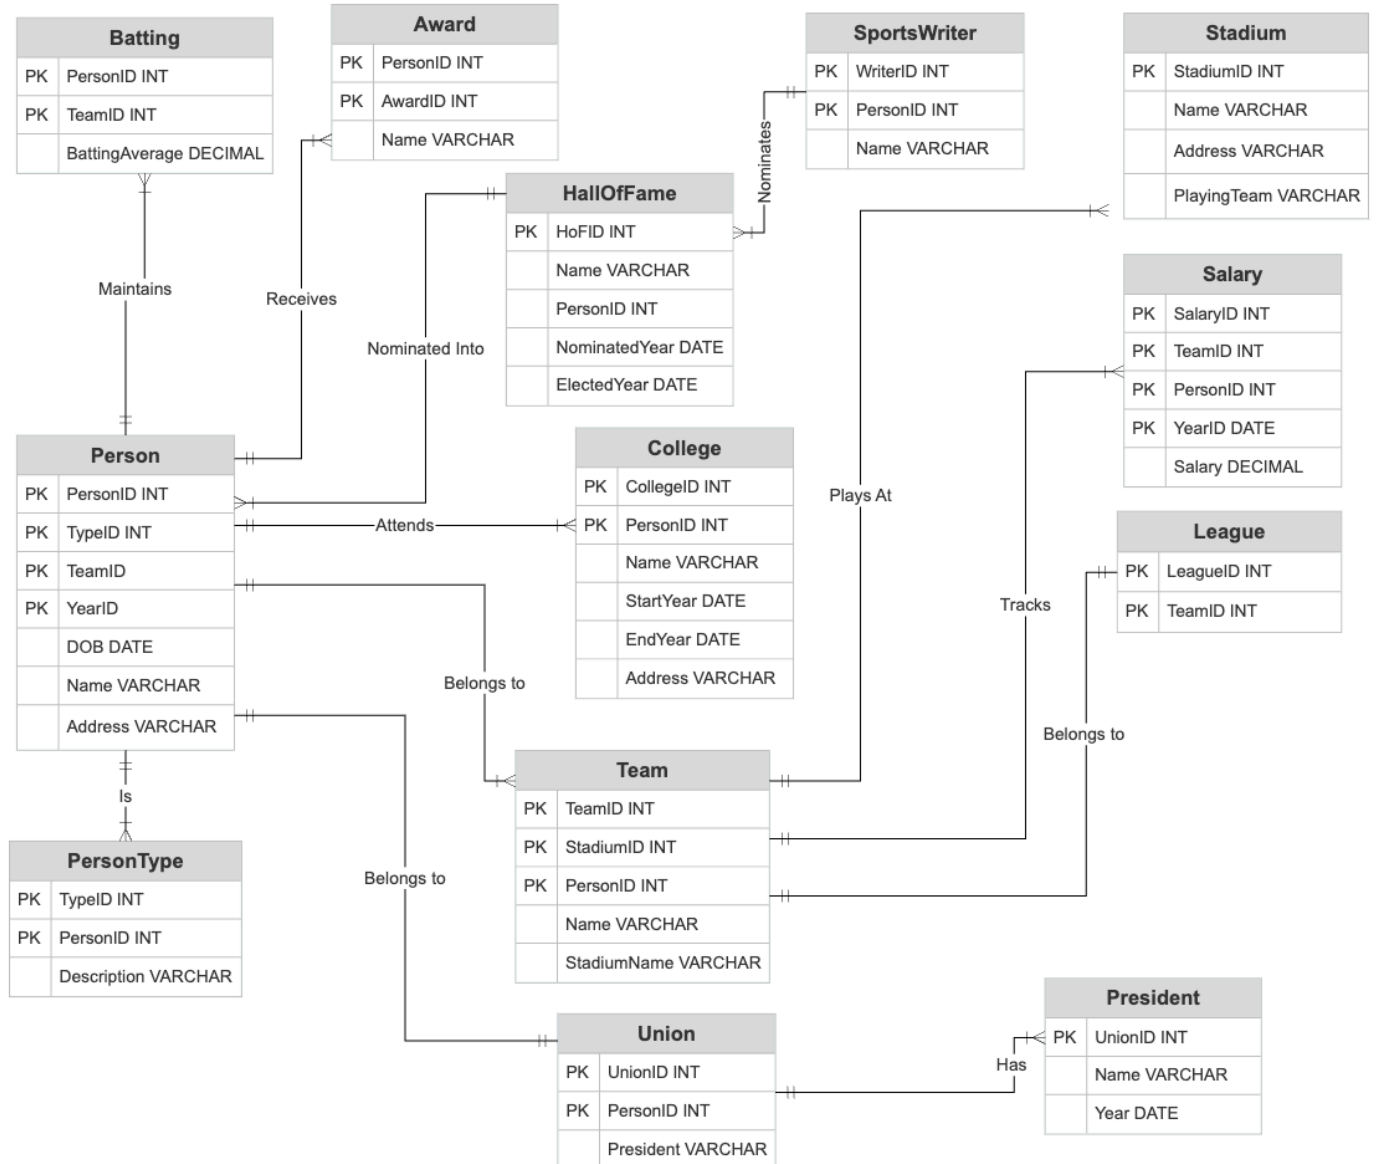 Batting
PK PersonID INT
PK TeamID INT
BattingAverage DECIMAL
Award
PK PersonID INT
PK AwardID INT
Name VARCHAR
SportsWriter
PK WriterID INT
PK PersonID INT
Name VARCHAR
Stadium
PK StadiumID INT
Name VARCHAR
Address VARCHAR
PlayingTeam VARCHAR
Nominates
HallOfFame
PK HoFID INT
Name VARCHAR
PersonID INT
NominatedYear DATE
ElectedYear DATE
Maintains
Receives
Nominated Into
Salary
PK SalaryID INT
PK TeamID INT
PK PersonID INT
PK YearID DATE
Salary DECIMAL
Person
PK PersonID INT
PK TypeID INT
PK TeamID
PK YearID
DOB DATE
Name VARCHAR
Address VARCHAR
Attends
College
PK CollegeID INT
PK PersonID INT
Name VARCHAR
StartYear DATE
EndYear DATE
Address VARCHAR
Plays At
League
PK LeagueID INT
PK TeamID INT
Tracks
Belongs to
Belongs to
Is
PersonType
PK TypeID INT
PK PersonID INT
Description VARCHAR
Belongs to
Team
PK TeamID INT
PK StadiumID INT
PK PersonID INT
Name VARCHAR
StadiumName VARCHAR
Union
PK UnionID INT
PK PersonID INT
President VARCHAR
Has
President
PK UnionID INT
Name VARCHAR
Year DATE